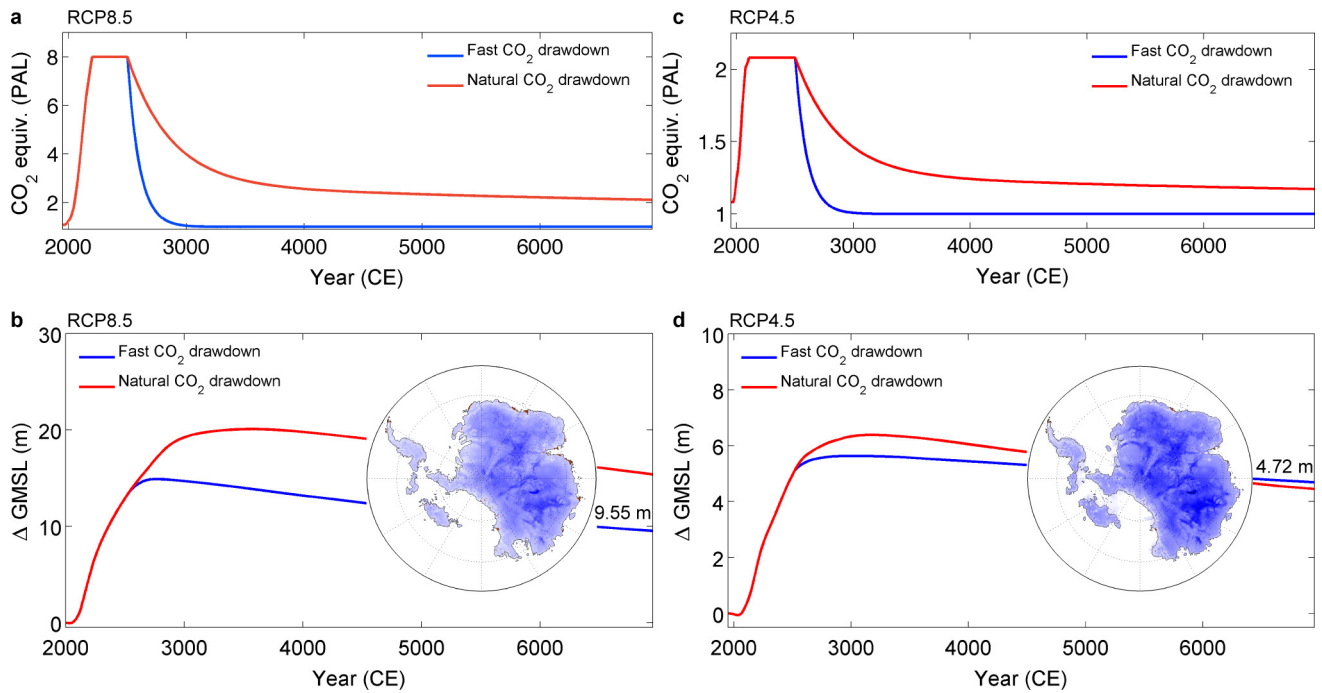 a RCP8.5
CO2 equiv. (PAL)
8
6
4
2
Fast CO2 drawdown
Natural CO2 drawdown
2000 3000 4000 5000 6000
Year (CE)
c RCP4.5
CO2 equiv. (PAL)
2
1.5
1
Fast CO2 drawdown
Natural CO2 drawdown
2000 3000 4000 5000 6000
Year (CE)
b RCP8.5
Δ GMSL (m)
30
20
10
0
Fast CO2 drawdown
Natural CO2 drawdown
9.55 m
2000 3000 4000 5000 6000
Year (CE)
d RCP4.5
Δ GMSL (m)
10
8
6
4
2
0
Fast CO2 drawdown
Natural CO2 drawdown
4.72 m
2000 3000 4000 5000 6000
Year (CE)